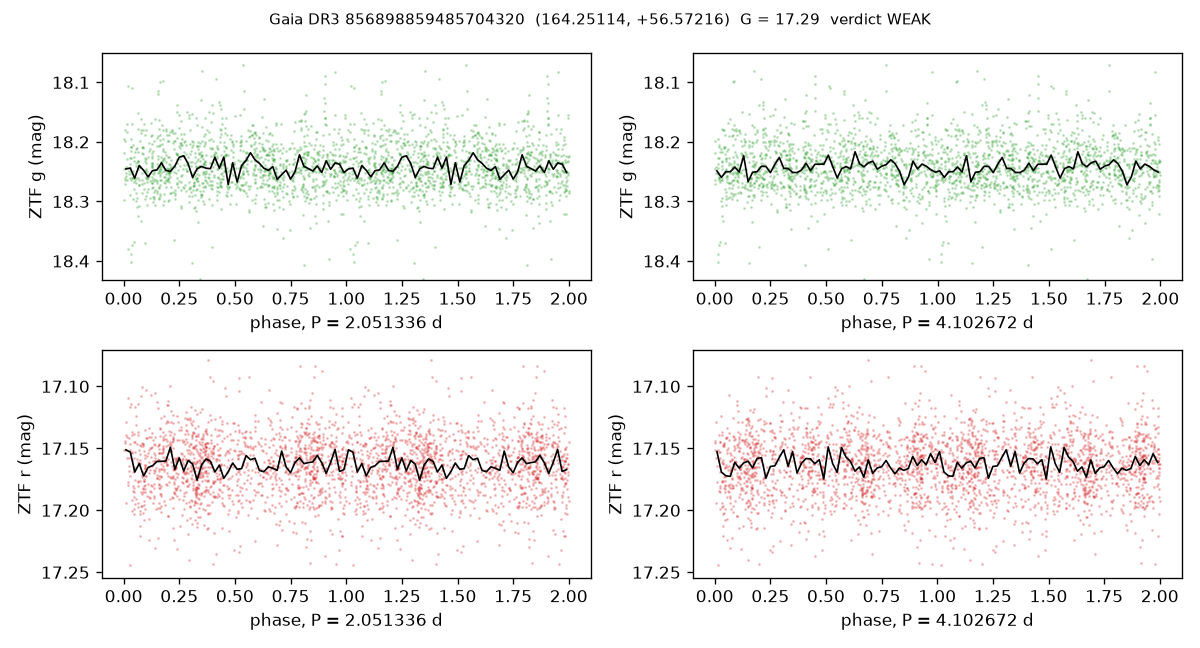 Gaia DR3 856898859485704320  (164.25114, +56.57216)  G = 17.29  verdict WEAK
ZTF g (mag)
18.1
18.2
18.3
18.4
0.00 0.25 0.50 0.75 1.00 1.25 1.50 1.75 2.00
phase, P = 2.051336 d
ZTF g (mag)
18.1
18.2
18.3
18.4
0.00 0.25 0.50 0.75 1.00 1.25 1.50 1.75 2.00
phase, P = 4.102672 d
ZTF r (mag)
17.10
17.15
17.20
17.25
0.00 0.25 0.50 0.75 1.00 1.25 1.50 1.75 2.00
phase, P = 2.051336 d
ZTF r (mag)
17.10
17.15
17.20
17.25
0.00 0.25 0.50 0.75 1.00 1.25 1.50 1.75 2.00
phase, P = 4.102672 d